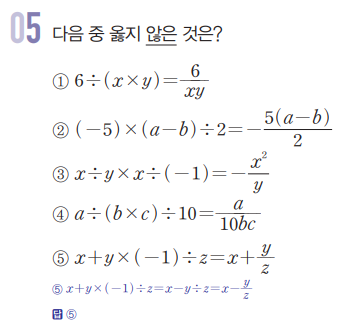 05 다음 중 옳지 않은 것은?
① 6÷(x×y)=6/xy
② (−5)×(a−b)÷2=−5(a−b)/2
③ x÷y×x÷(−1)=−x²/y
④ a÷(b×c)÷10=a/10bc
⑤ x+y×(−1)÷z=x+y/z
⑤ x+y×(−1)÷z=x−y÷z=x−y/z
답 ⑤